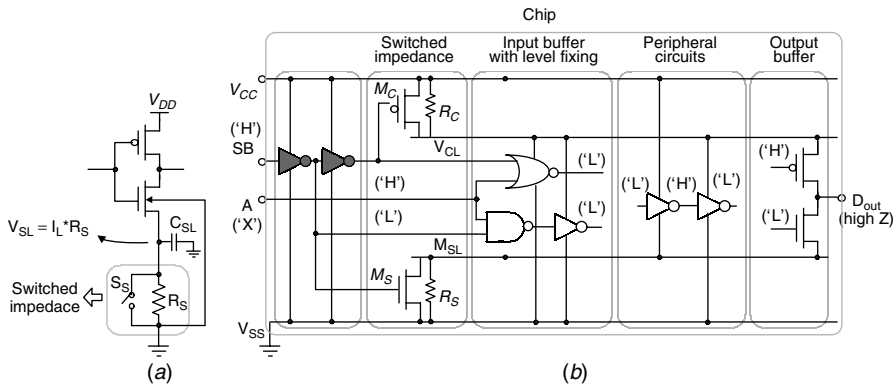 Chip
Switched
impedance
Input buffer
with level fixing
Peripheral
circuits
Output
buffer
V_DD
V_SL = I_L*R_S
C_SL
Switched
impedace
S_S
R_S
(a)
V_CC
('H')
SB
A
('X')
V_SS
M_C
R_C
V_CL
('H')
('L')
M_SL
M_S
R_S
('L')
('L')
('L')
('H')
('L')
('H')
('L')
D_out
(high Z)
(b)